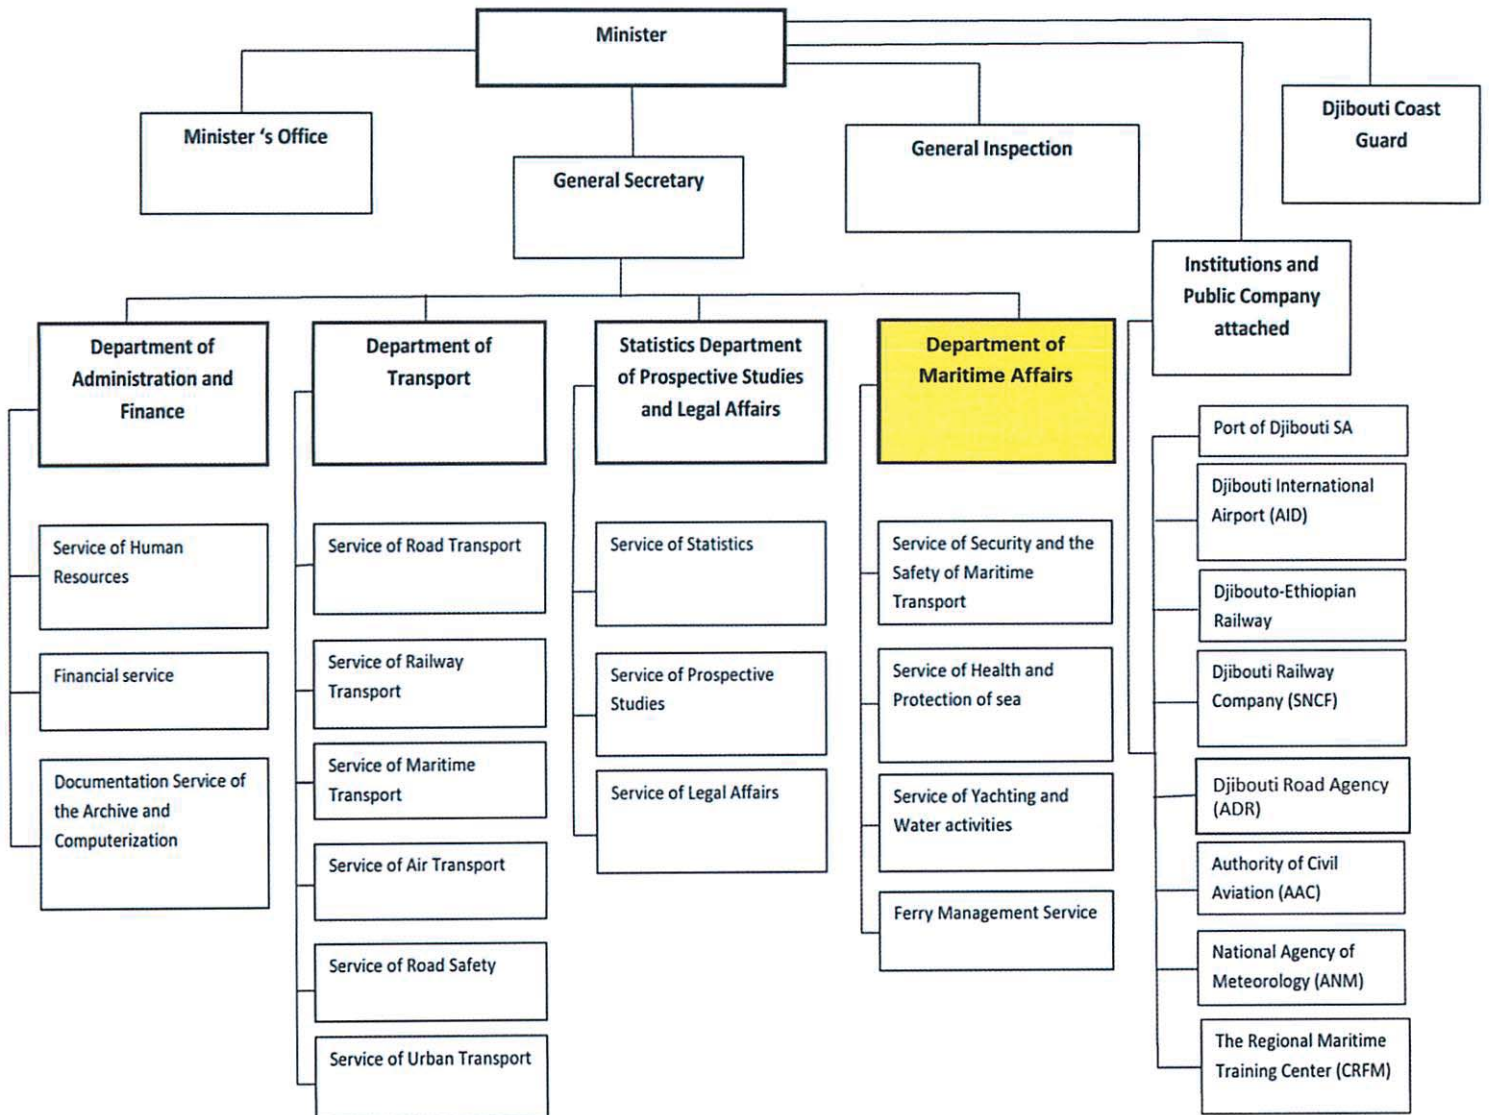 Minister
Minister ‘s Office
General Secretary
General Inspection
Djibouti Coast
Guard
Institutions and
Public Company
attached
Department of
Administration and
Finance
Service of Human
Resources
Financial service
Documentation Service of
the Archive and
Computerization
Department of
Transport
Service of Road Transport
Service of Railway
Transport
Service of Maritime
Transport
Service of Air Transport
Service of Road Safety
Service of Urban Transport
Statistics Department
of Prospective Studies
and Legal Affairs
Service of Statistics
Service of Prospective
Studies
Service of Legal Affairs
Department of
Maritime Affairs
Service of Security and the
Safety of Maritime
Transport
Service of Health and
Protection of sea
Service of Yachting and
Water activities
Ferry Management Service
Port of Djibouti SA
Djibouti International
Airport (AID)
Djibouto-Ethiopian
Railway
Djibouti Railway
Company (SNCF)
Djibouti Road Agency
(ADR)
Authority of Civil
Aviation (AAC)
National Agency of
Meteorology (ANM)
The Regional Maritime
Training Center (CRFM)